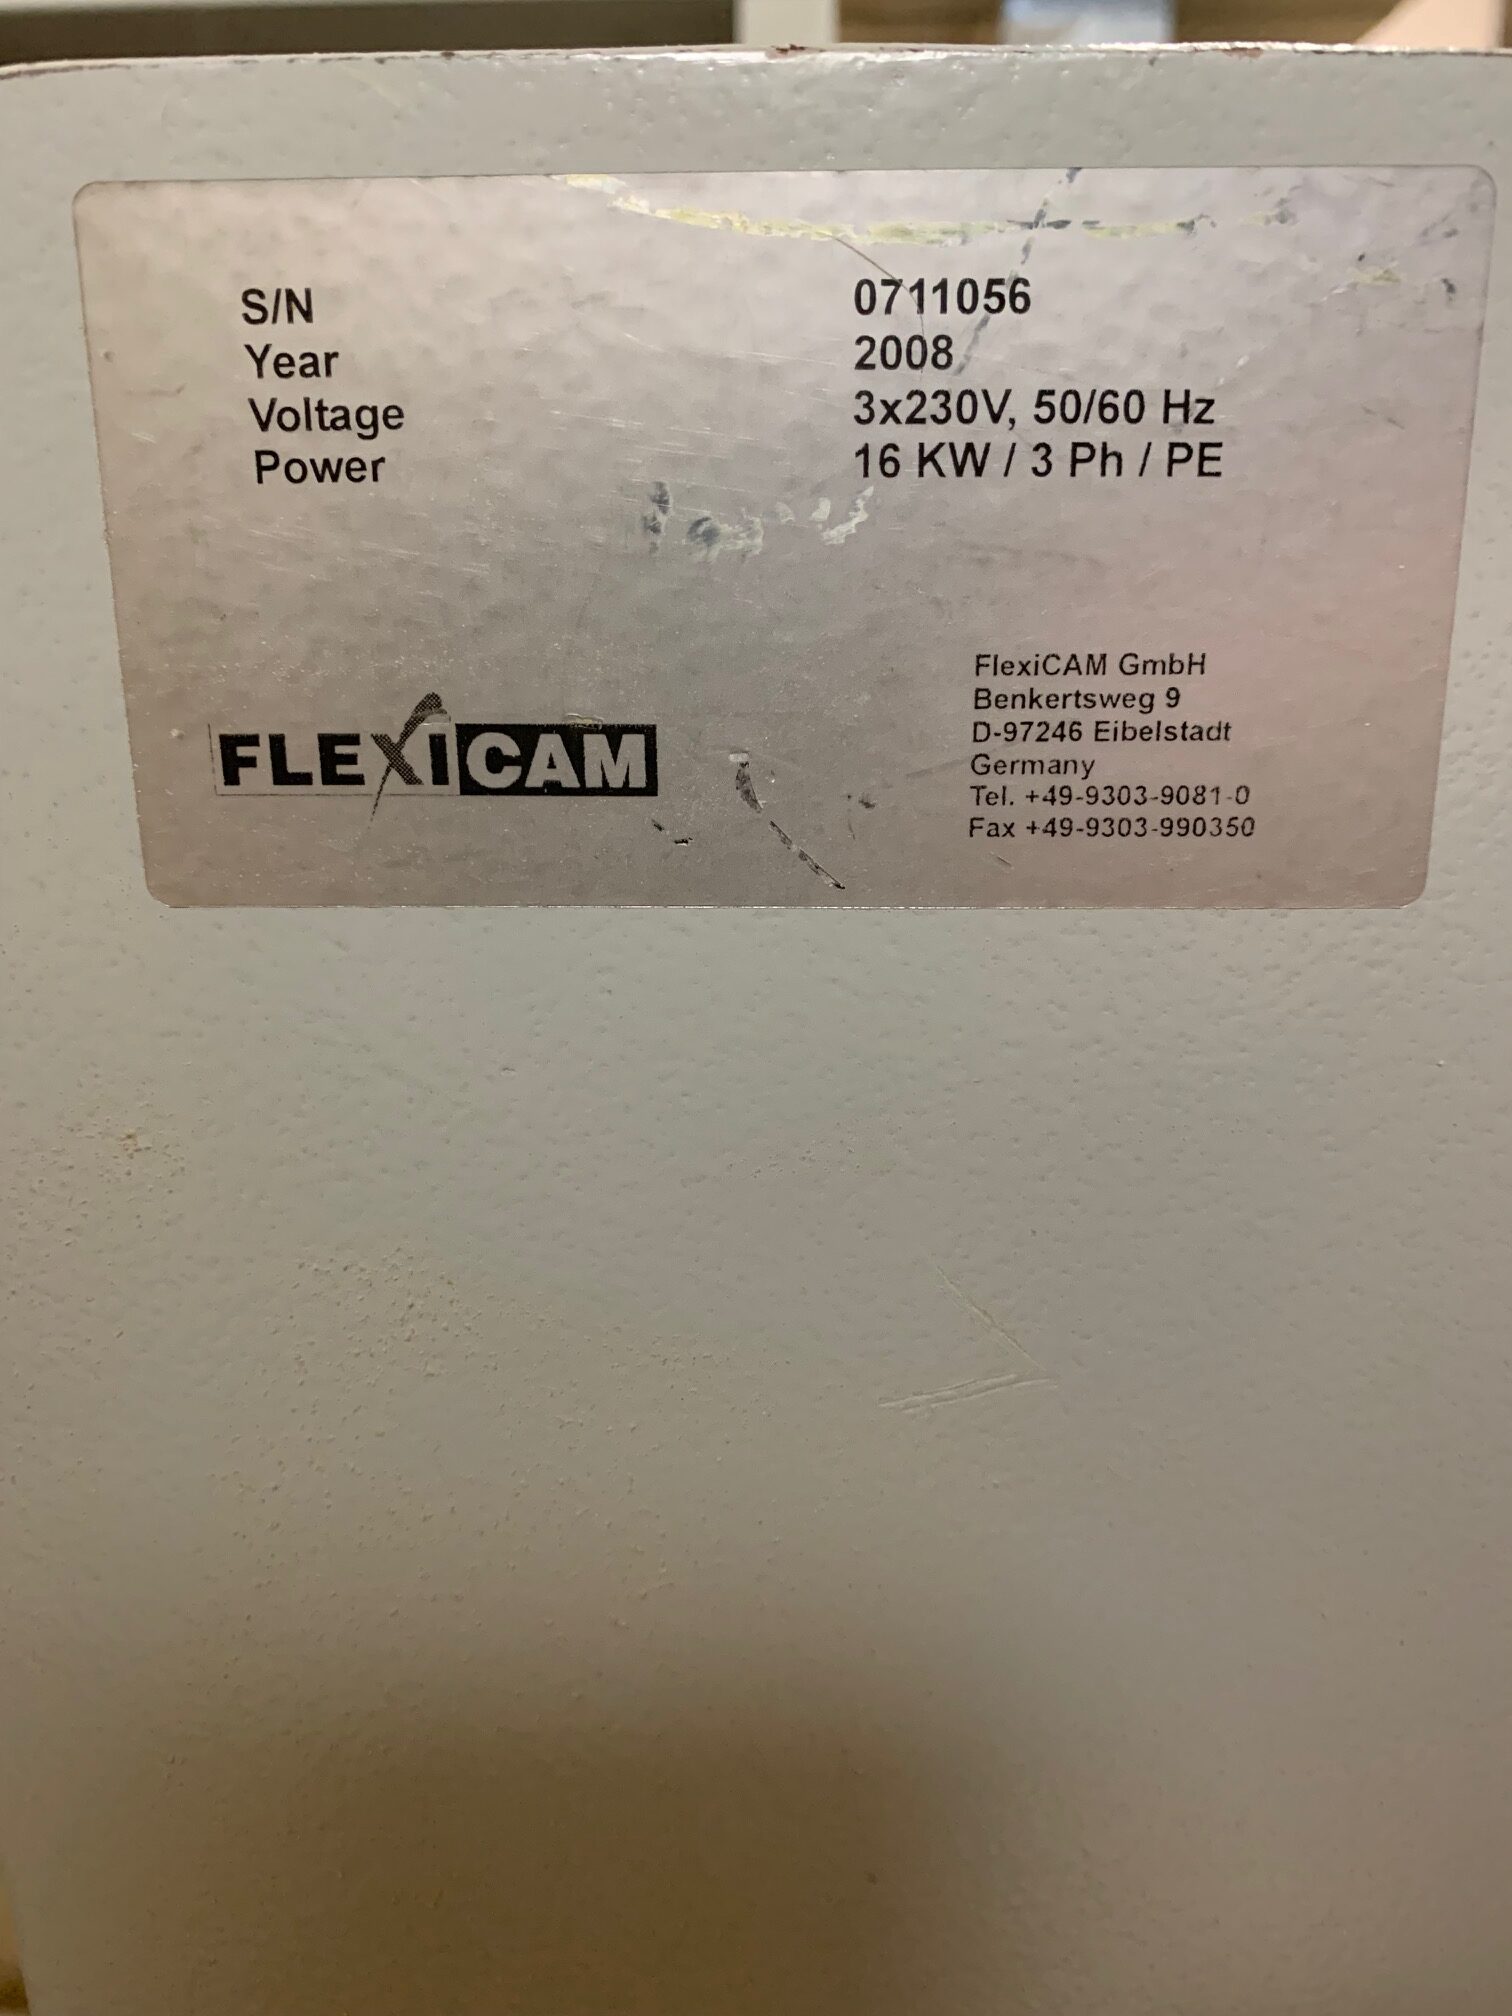 S/N 0711056
Year 2008
Voltage 3x230V, 50/60 Hz
Power 16 KW / 3 Ph / PE
FLEXiCAM
FlexiCAM GmbH
Benkertsweg 9
D-97246 Eibelstadt
Germany
Tel. +49-9303-9081-0
Fax +49-9303-990350